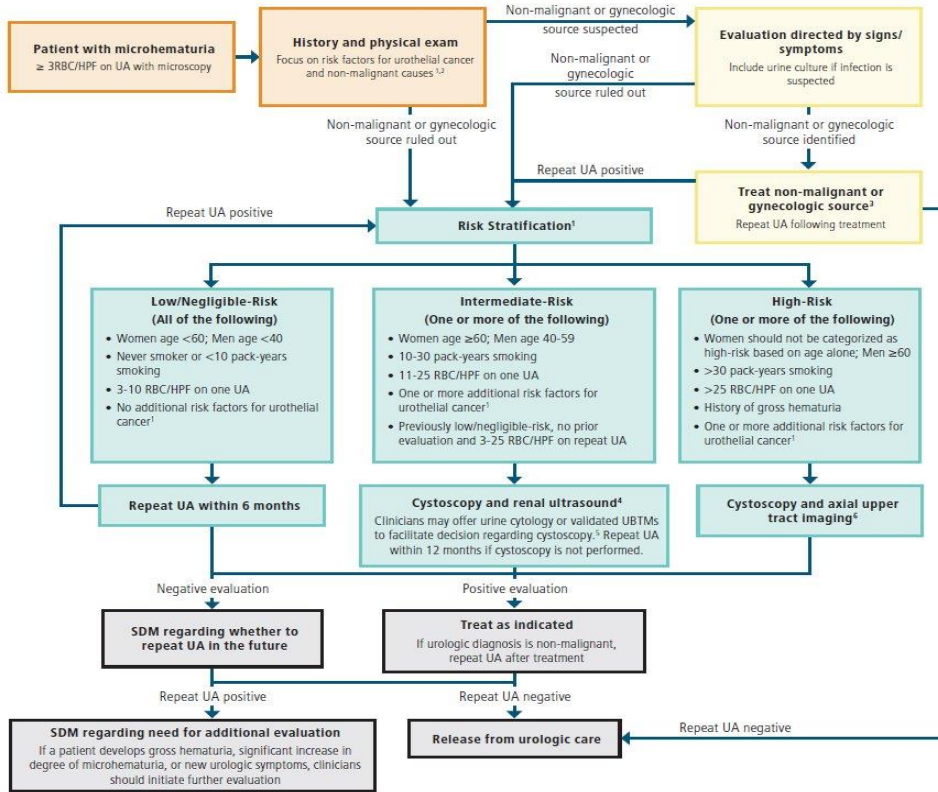 Patient with microhematuria
≥ 3RBC/HPF on UA with microscopy
History and physical exam
Focus on risk factors for urothelial cancer
and non-malignant causes ¹,²
Non-malignant or gynecologic
source suspected
Evaluation directed by signs/
symptoms
Include urine culture if infection is
suspected
Non-malignant or
gynecologic
source ruled out
Non-malignant or gynecologic
source ruled out
Non-malignant or gynecologic
source identified
Repeat UA positive
Treat non-malignant or
gynecologic source³
Repeat UA following treatment
Repeat UA positive
Risk Stratification¹
Low/Negligible-Risk
(All of the following)
• Women age <60; Men age <40
• Never smoker or <10 pack-years
smoking
• 3-10 RBC/HPF on one UA
• No additional risk factors for urothelial
cancer¹
Intermediate-Risk
(One or more of the following)
• Women age ≥60; Men age 40-59
• 10-30 pack-years smoking
• 11-25 RBC/HPF on one UA
• One or more additional risk factors for
urothelial cancer¹
• Previously low/negligible-risk, no prior
evaluation and 3-25 RBC/HPF on repeat UA
High-Risk
(One or more of the following)
• Women should not be categorized as
high-risk based on age alone; Men ≥60
• >30 pack-years smoking
• >25 RBC/HPF on one UA
• History of gross hematuria
• One or more additional risk factors for
urothelial cancer¹
Repeat UA within 6 months
Cystoscopy and renal ultrasound⁴
Clinicians may offer urine cytology or validated UBTMs
to facilitate decision regarding cystoscopy.⁵ Repeat UA
within 12 months if cystoscopy is not performed.
Cystoscopy and axial upper
tract imaging⁶
Negative evaluation
Positive evaluation
SDM regarding whether to
repeat UA in the future
Treat as indicated
If urologic diagnosis is non-malignant,
repeat UA after treatment
Repeat UA positive
Repeat UA negative
SDM regarding need for additional evaluation
If a patient develops gross hematuria, significant increase in
degree of microhematuria, or new urologic symptoms, clinicians
should initiate further evaluation
Release from urologic care
Repeat UA negative